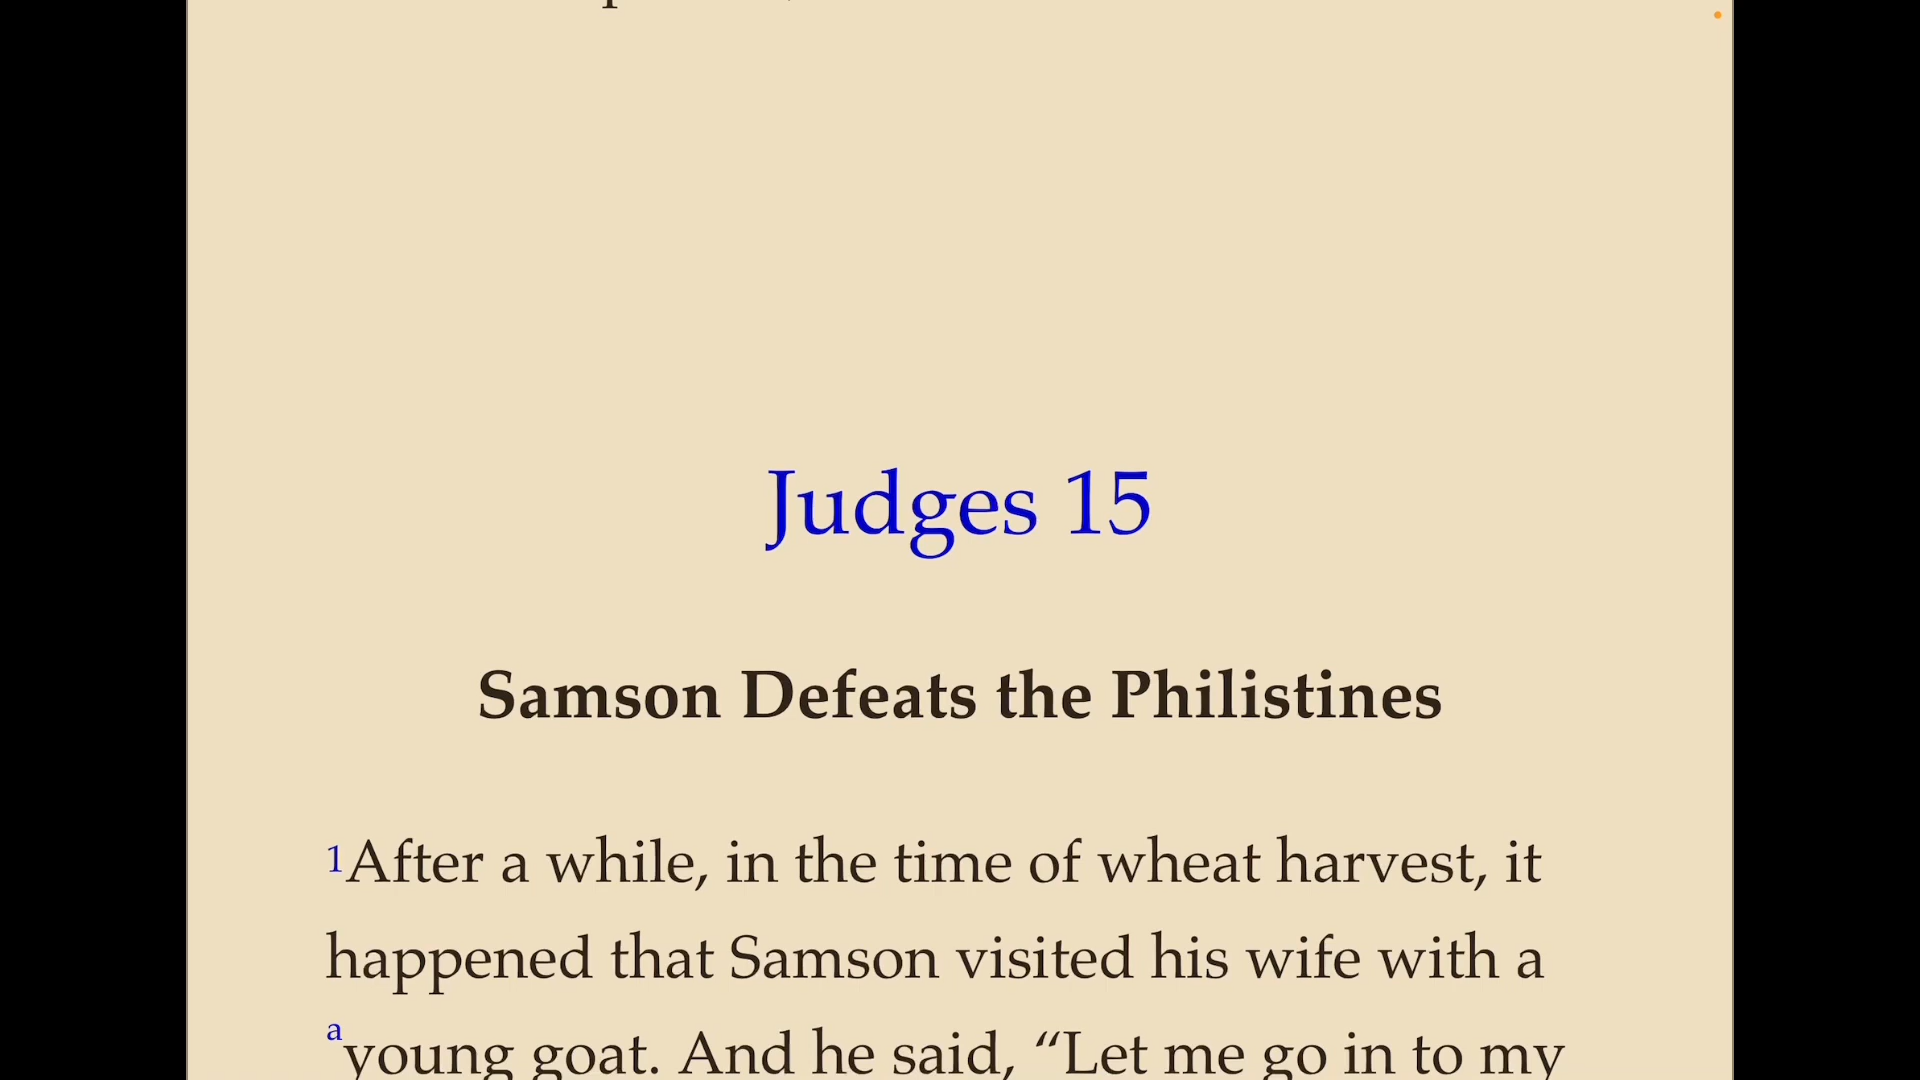 Judges 15
Samson Defeats the Philistines
1After a while, in the time of wheat harvest, it
happened that Samson visited his wife with a
ayoung goat. And he said, “Let me go in to my